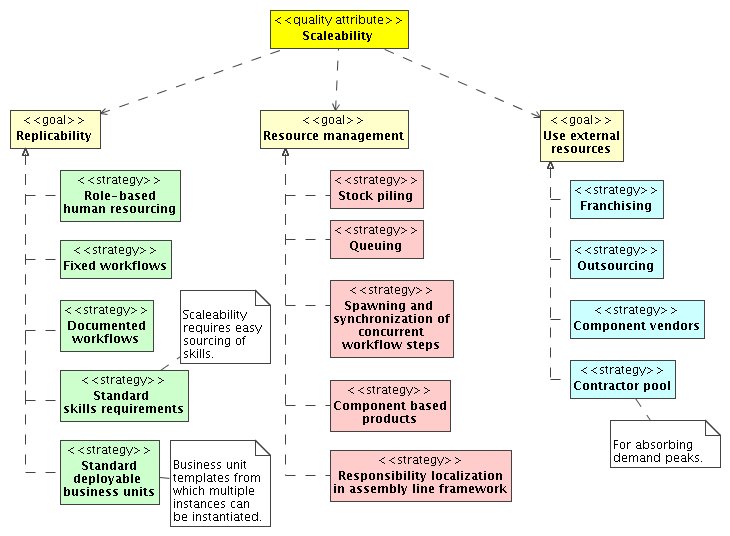 <<quality attribute>>
Scaleability
<<goal>>
Replicability
<<goal>>
Resource management
<<goal>>
Use external
resources
<<strategy>>
Role-based
human resourcing
<<strategy>>
Fixed workflows
<<strategy>>
Documented
workflows
Scaleability
requires easy
sourcing of
skills.
<<strategy>>
Standard
skills requirements
<<strategy>>
Standard
deployable
business units
Business unit
templates from
which multiple
instances can
be instantiated.
<<strategy>>
Stock piling
<<strategy>>
Queuing
<<strategy>>
Spawning and
synchronization of
concurrent
workflow steps
<<strategy>>
Component based
products
<<strategy>>
Responsibility localization
in assembly line framework
<<strategy>>
Franchising
<<strategy>>
Outsourcing
<<strategy>>
Component vendors
<<strategy>>
Contractor pool
For absorbing
demand peaks.